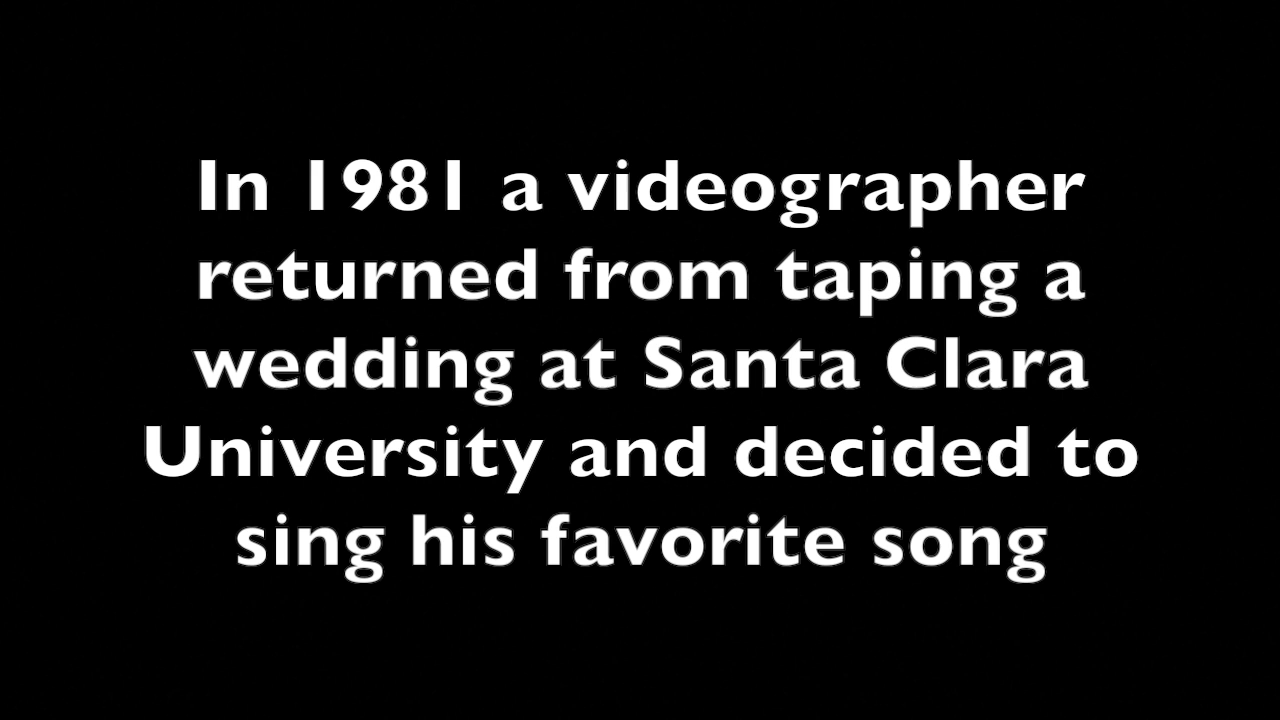 In 1981 a videographer
returned from taping a
wedding at Santa Clara
University and decided to
sing his favorite song